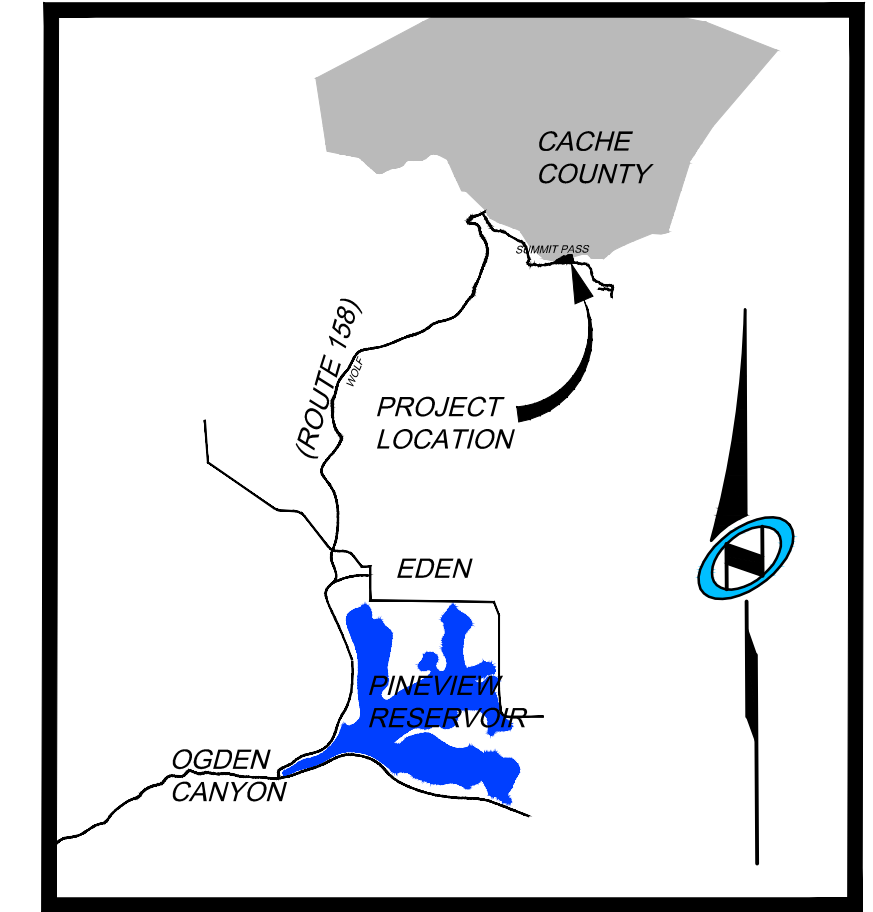 CACHE
COUNTY
SUMMIT PASS
(ROUTE 158)
WOLF
PROJECT
LOCATION
EDEN
N
PINEVIEW
RESERVOIR
OGDEN
CANYON